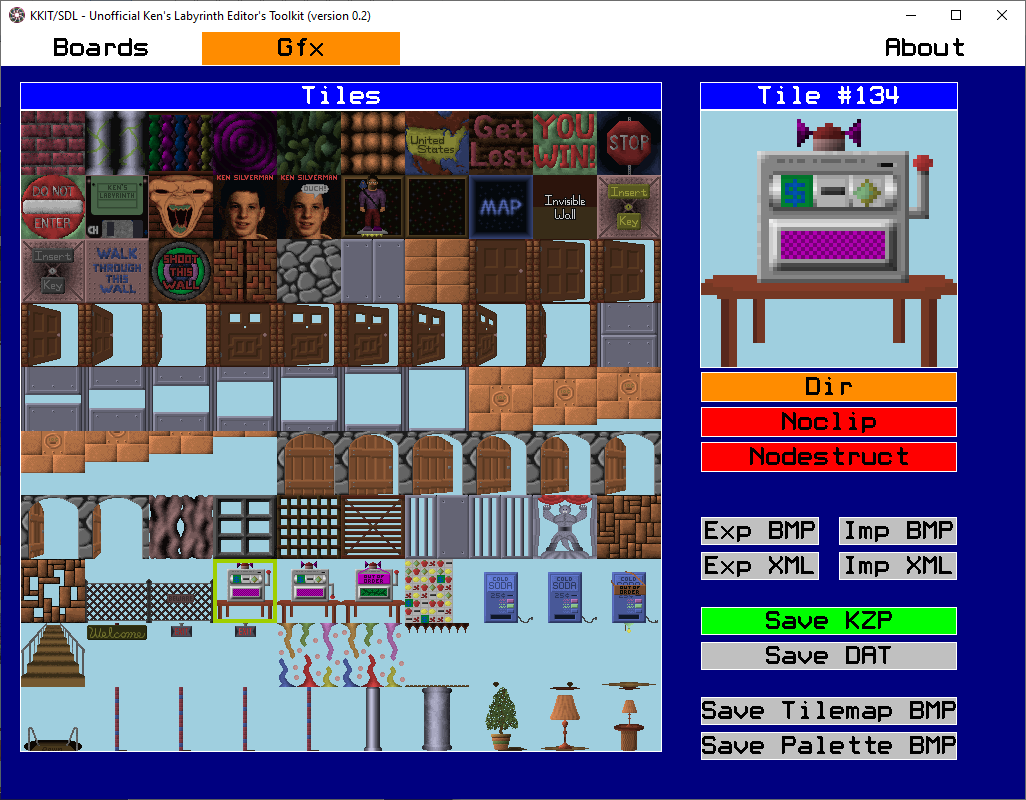 KKIT/SDL - Unofficial Ken's Labyrinth Editor's Toolkit (version 0.2)
Boards Gfx About
Tiles
United
States
Get
Lost
YOU
WIN!
STOP
DO NOT
ENTER
KEN'S
LABYRINTH
CH
KEN SILVERMAN
KEN SILVERMAN
OUCH!
MAP
Invisible
Wall
Insert
Key
Insert
Key
WALK
THROUGH
THIS
WALL
SHOOT
THIS
WALL
OUT OF
ORDER
COLD
SODA
COLD
SODA
COLD
OUT OF
ORDER
Welcome
Tile #134
$
Dir
Noclip
Nodestruct
Exp BMP Imp BMP
Exp XML Imp XML
Save KZP
Save DAT
Save Tilemap BMP
Save Palette BMP